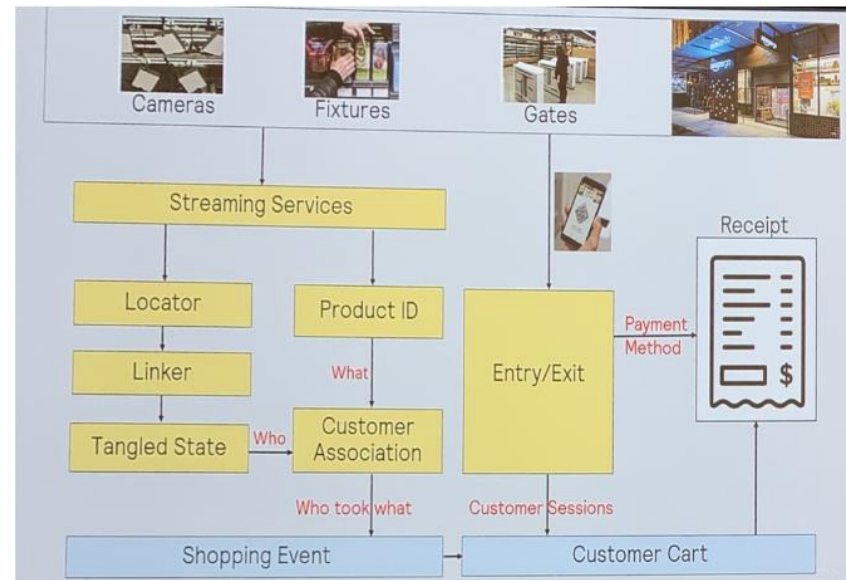 Cameras
Fixtures
Gates
Streaming Services
Receipt
Locator
Product ID
Payment
Method
Linker
What
Entry/Exit
Tangled State
Who
Customer
Association
$
Who took what
Customer Sessions
Shopping Event
Customer Cart